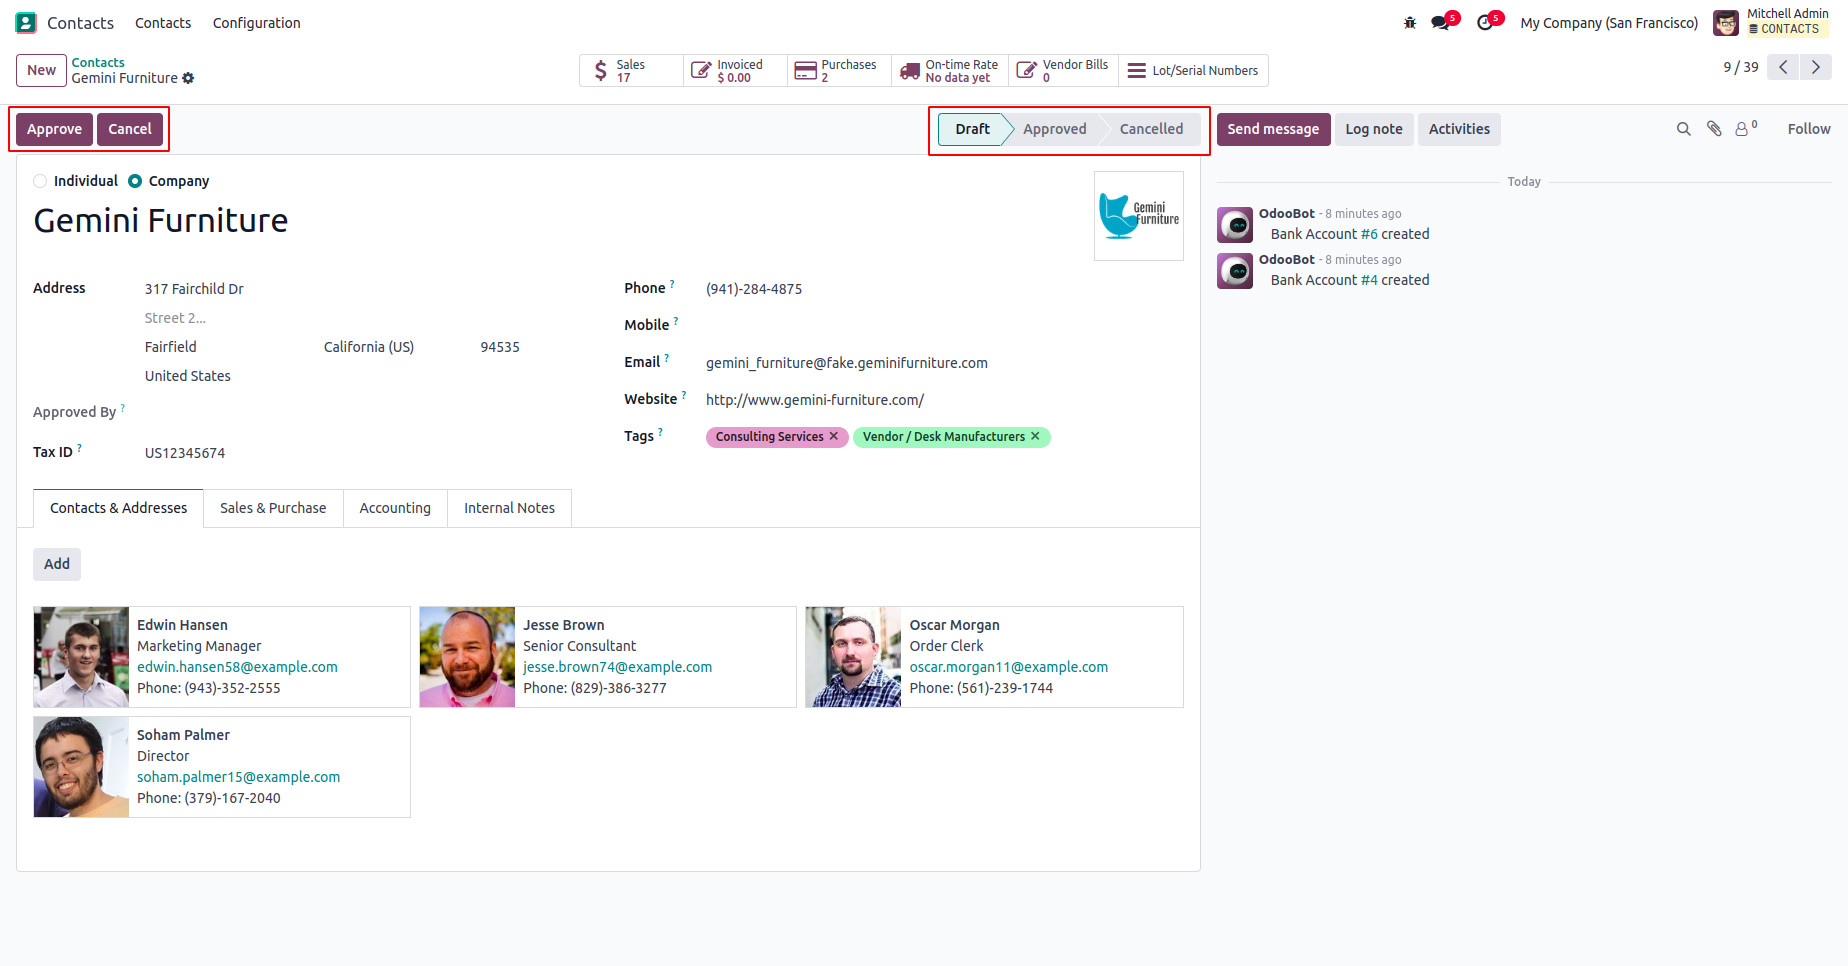 Contacts Contacts Configuration 5 5 My Company (San Francisco) Mitchell Admin
CONTACTS
New Contacts
Gemini Furniture
Sales 17
Invoiced $ 0.00
Purchases 2
On-time Rate No data yet
Vendor Bills 0
Lot/Serial Numbers
9 / 39
Approve Cancel
Draft Approved Cancelled
Send message Log note Activities 0 Follow
Individual Company
Gemini Furniture
Gemini
Furniture
Address 317 Fairchild Dr
Street 2...
Fairfield California (US) 94535
United States
Approved By ?
Tax ID ? US12345674
Phone ? (941)-284-4875
Mobile ?
Email ? gemini_furniture@fake.geminifurniture.com
Website ? http://www.gemini-furniture.com/
Tags ? Consulting Services ✕ Vendor / Desk Manufacturers ✕
Contacts & Addresses Sales & Purchase Accounting Internal Notes
Add
Edwin Hansen
Marketing Manager
edwin.hansen58@example.com
Phone: (943)-352-2555
Jesse Brown
Senior Consultant
jesse.brown74@example.com
Phone: (829)-386-3277
Oscar Morgan
Order Clerk
oscar.morgan11@example.com
Phone: (561)-239-1744
Soham Palmer
Director
soham.palmer15@example.com
Phone: (379)-167-2040
Today
OdooBot - 8 minutes ago
Bank Account #6 created
OdooBot - 8 minutes ago
Bank Account #4 created